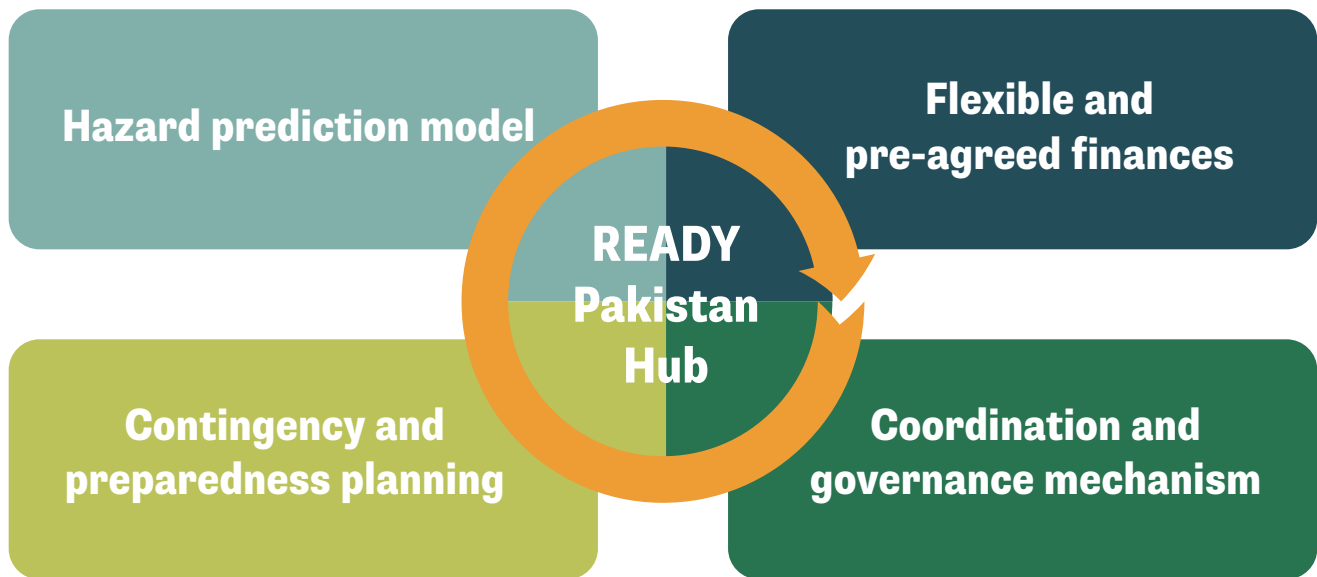 Hazard prediction model
Flexible and
pre-agreed finances
READY
Pakistan
Hub
Contingency and
preparedness planning
Coordination and
governance mechanism